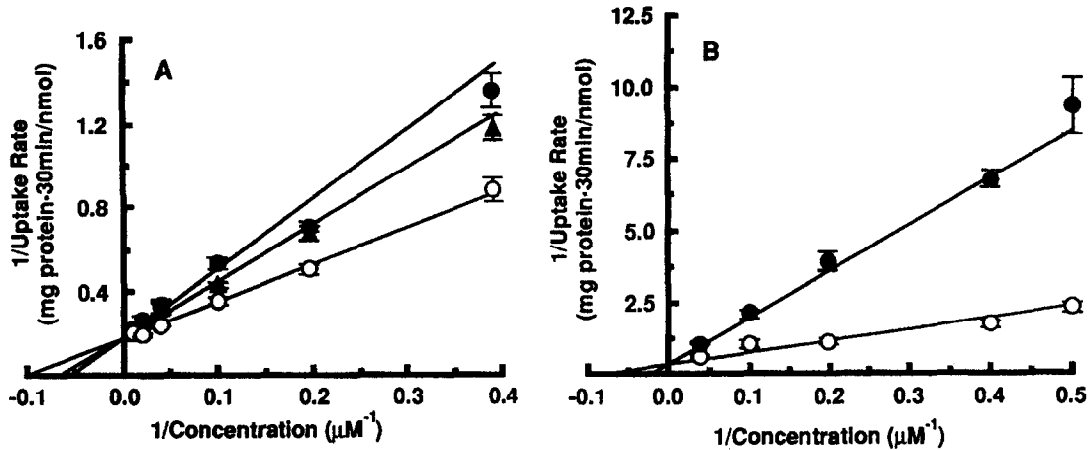 A
1.6
1.2
0.8
0.4
1/Uptake Rate
(mg protein·30min/nmol)
-0.1
0.0
0.1
0.2
0.3
0.4
1/Concentration (µM⁻¹)
B
12.5
10.0
7.5
5.0
2.5
1/Uptake Rate
(mg protein·30min/nmol)
-0.1
0.0
0.1
0.2
0.3
0.4
0.5
1/Concentration (µM⁻¹)